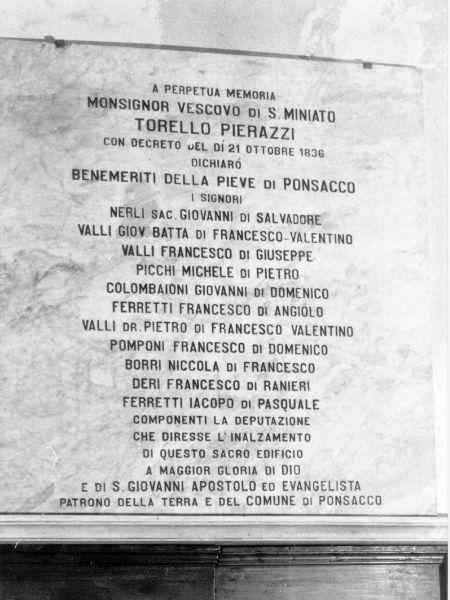 A PERPETUA MEMORIA
MONSIGNOR VESCOVO DI S. MINIATO
TORELLO PIERAZZI
CON DECRETO DEL DÍ 21 OTTOBRE 1836
DICHIARÓ
BENEMERITI DELLA PIEVE DI PONSACCO
I SIGNORI
NERLI SAC. GIOVANNI DI SALVADORE
VALLI GIOV. BATTA DI FRANCESCO-VALENTINO
VALLI FRANCESCO DI GIUSEPPE
PICCHI MICHELE DI PIETRO
COLOMBAIONI GIOVANNI DI DOMENICO
FERRETTI FRANCESCO DI ANGIOLO
VALLI DR. PIETRO DI FRANCESCO VALENTINO
POMPONI FRANCESCO DI DOMENICO
BORRI NICCOLA DI FRANCESCO
DERI FRANCESCO DI RANIERI
FERRETTI IACOPO DI PASQUALE
COMPONENTI LA DEPUTAZIONE
CHE DIRESSE L'INALZAMENTO
DI QUESTO SACRO EDIFICIO
A MAGGIOR GLORIA DI DIO
E DI S. GIOVANNI APOSTOLO ED EVANGELISTA
PATRONO DELLA TERRA E DEL COMUNE DI PONSACCO